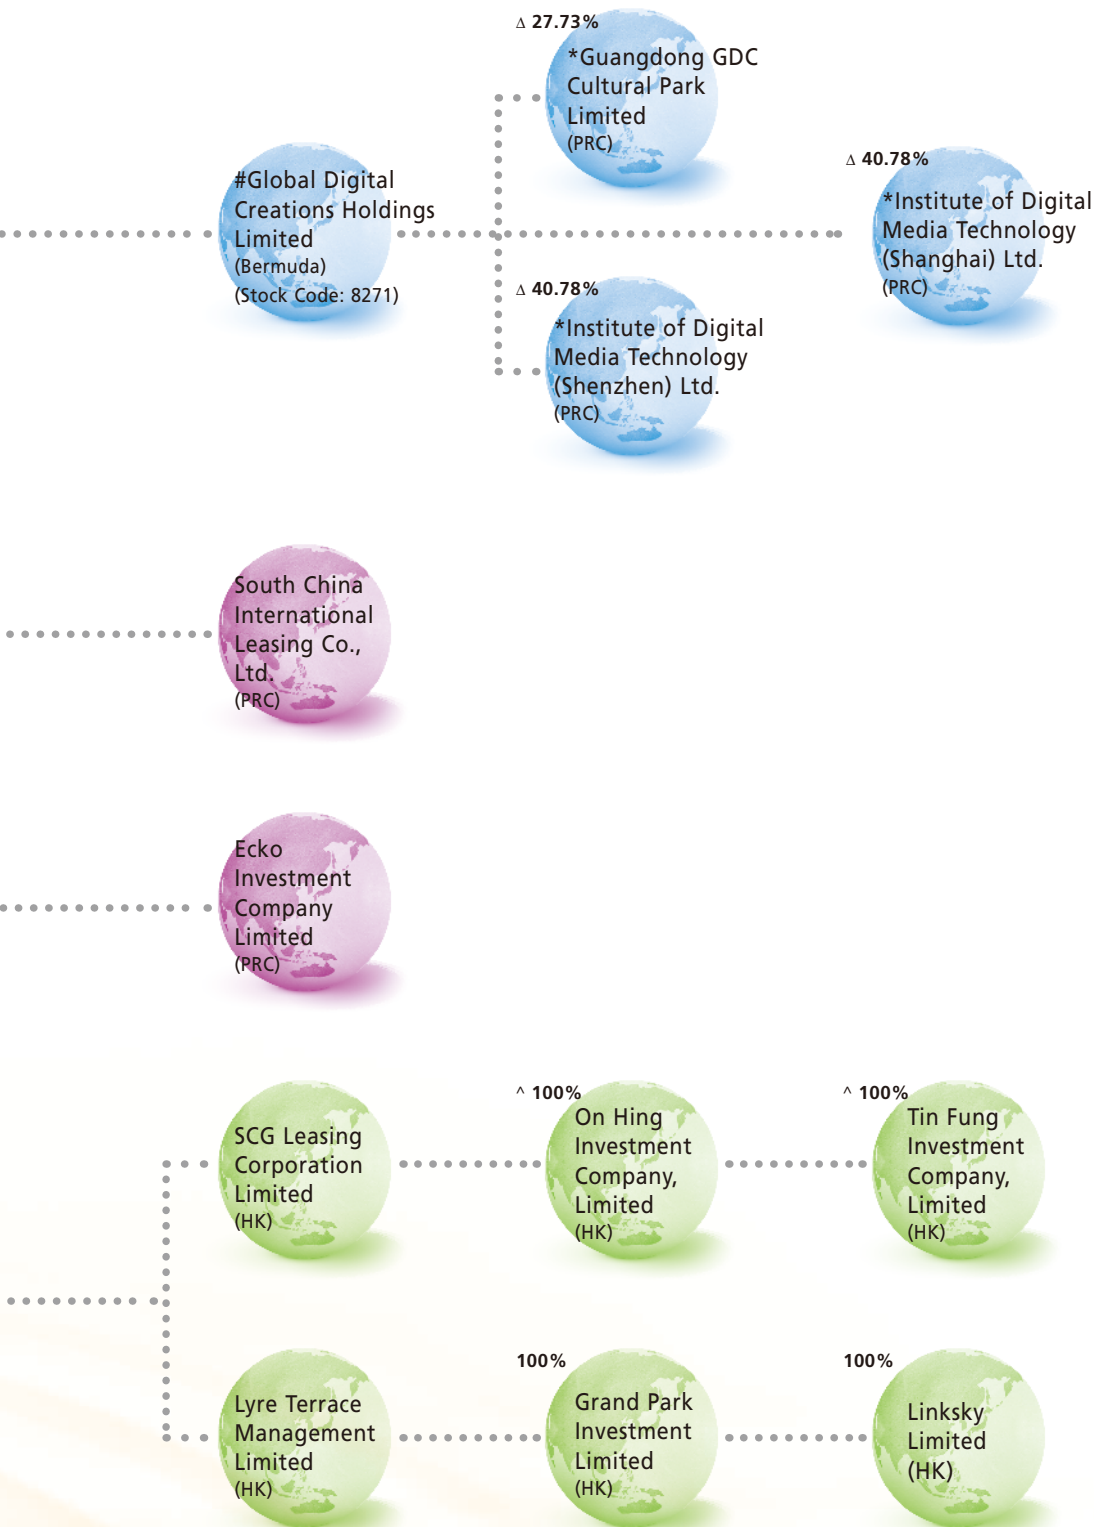 Δ 27.73%
*Guangdong GDC
Cultural Park
Limited
(PRC)
#Global Digital
Creations Holdings
Limited
(Bermuda)
(Stock Code: 8271)
Δ 40.78%
*Institute of Digital
Media Technology
(Shanghai) Ltd.
(PRC)
Δ 40.78%
*Institute of Digital
Media Technology
(Shenzhen) Ltd.
(PRC)
South China
International
Leasing Co.,
Ltd.
(PRC)
Ecko
Investment
Company
Limited
(PRC)
SCG Leasing
Corporation
Limited
(HK)
^ 100%
On Hing
Investment
Company,
Limited
(HK)
^ 100%
Tin Fung
Investment
Company,
Limited
(HK)
Lyre Terrace
Management
Limited
(HK)
100%
Grand Park
Investment
Limited
(HK)
100%
Linksky
Limited
(HK)